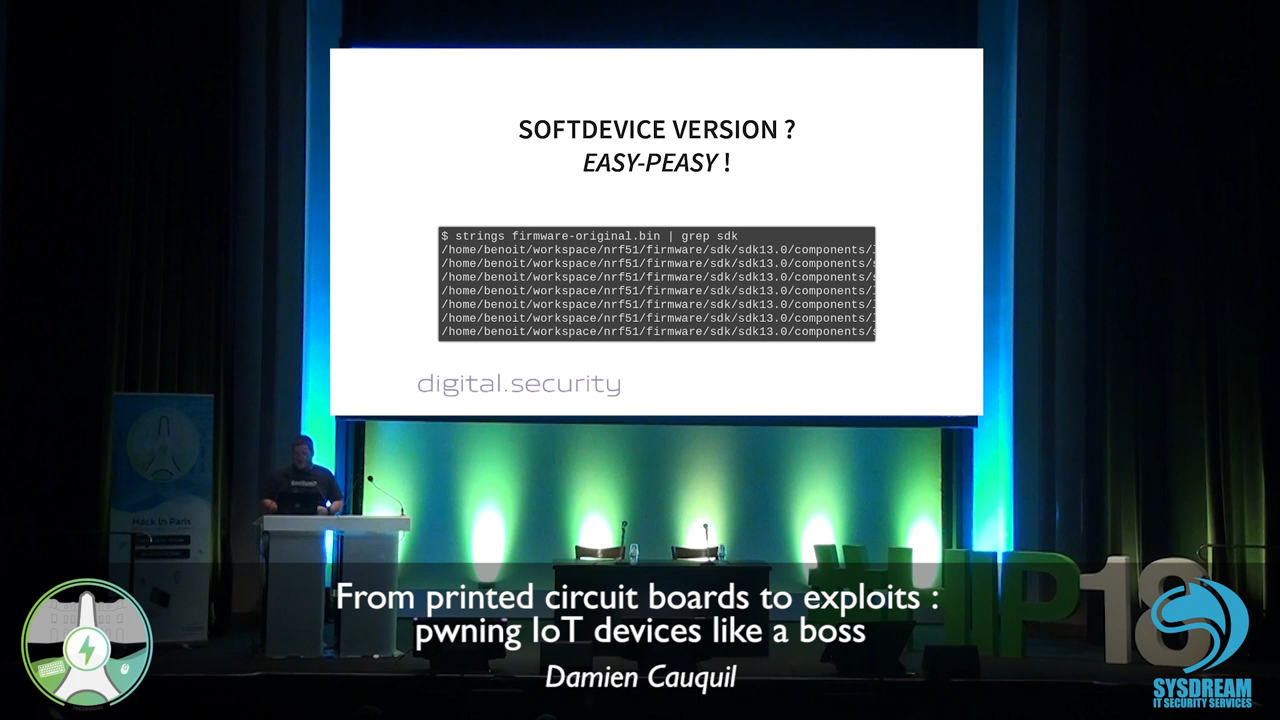 SOFTDEVICE VERSION ?
EASY-PEASY !
$ strings firmware-original.bin | grep sdk
/home/benoit/workspace/nrf51/firmware/sdk/sdk13.0/components/
/home/benoit/workspace/nrf51/firmware/sdk/sdk13.0/components/
/home/benoit/workspace/nrf51/firmware/sdk/sdk13.0/components/
/home/benoit/workspace/nrf51/firmware/sdk/sdk13.0/components/
/home/benoit/workspace/nrf51/firmware/sdk/sdk13.0/components/
/home/benoit/workspace/nrf51/firmware/sdk/sdk13.0/components/
/home/benoit/workspace/nrf51/firmware/sdk/sdk13.0/components/
digital.security
Hack in Paris
#HIP18
From printed circuit boards to exploits :
pwning IoT devices like a boss
Damien Cauquil
SYSDREAM
IT SECURITY SERVICES